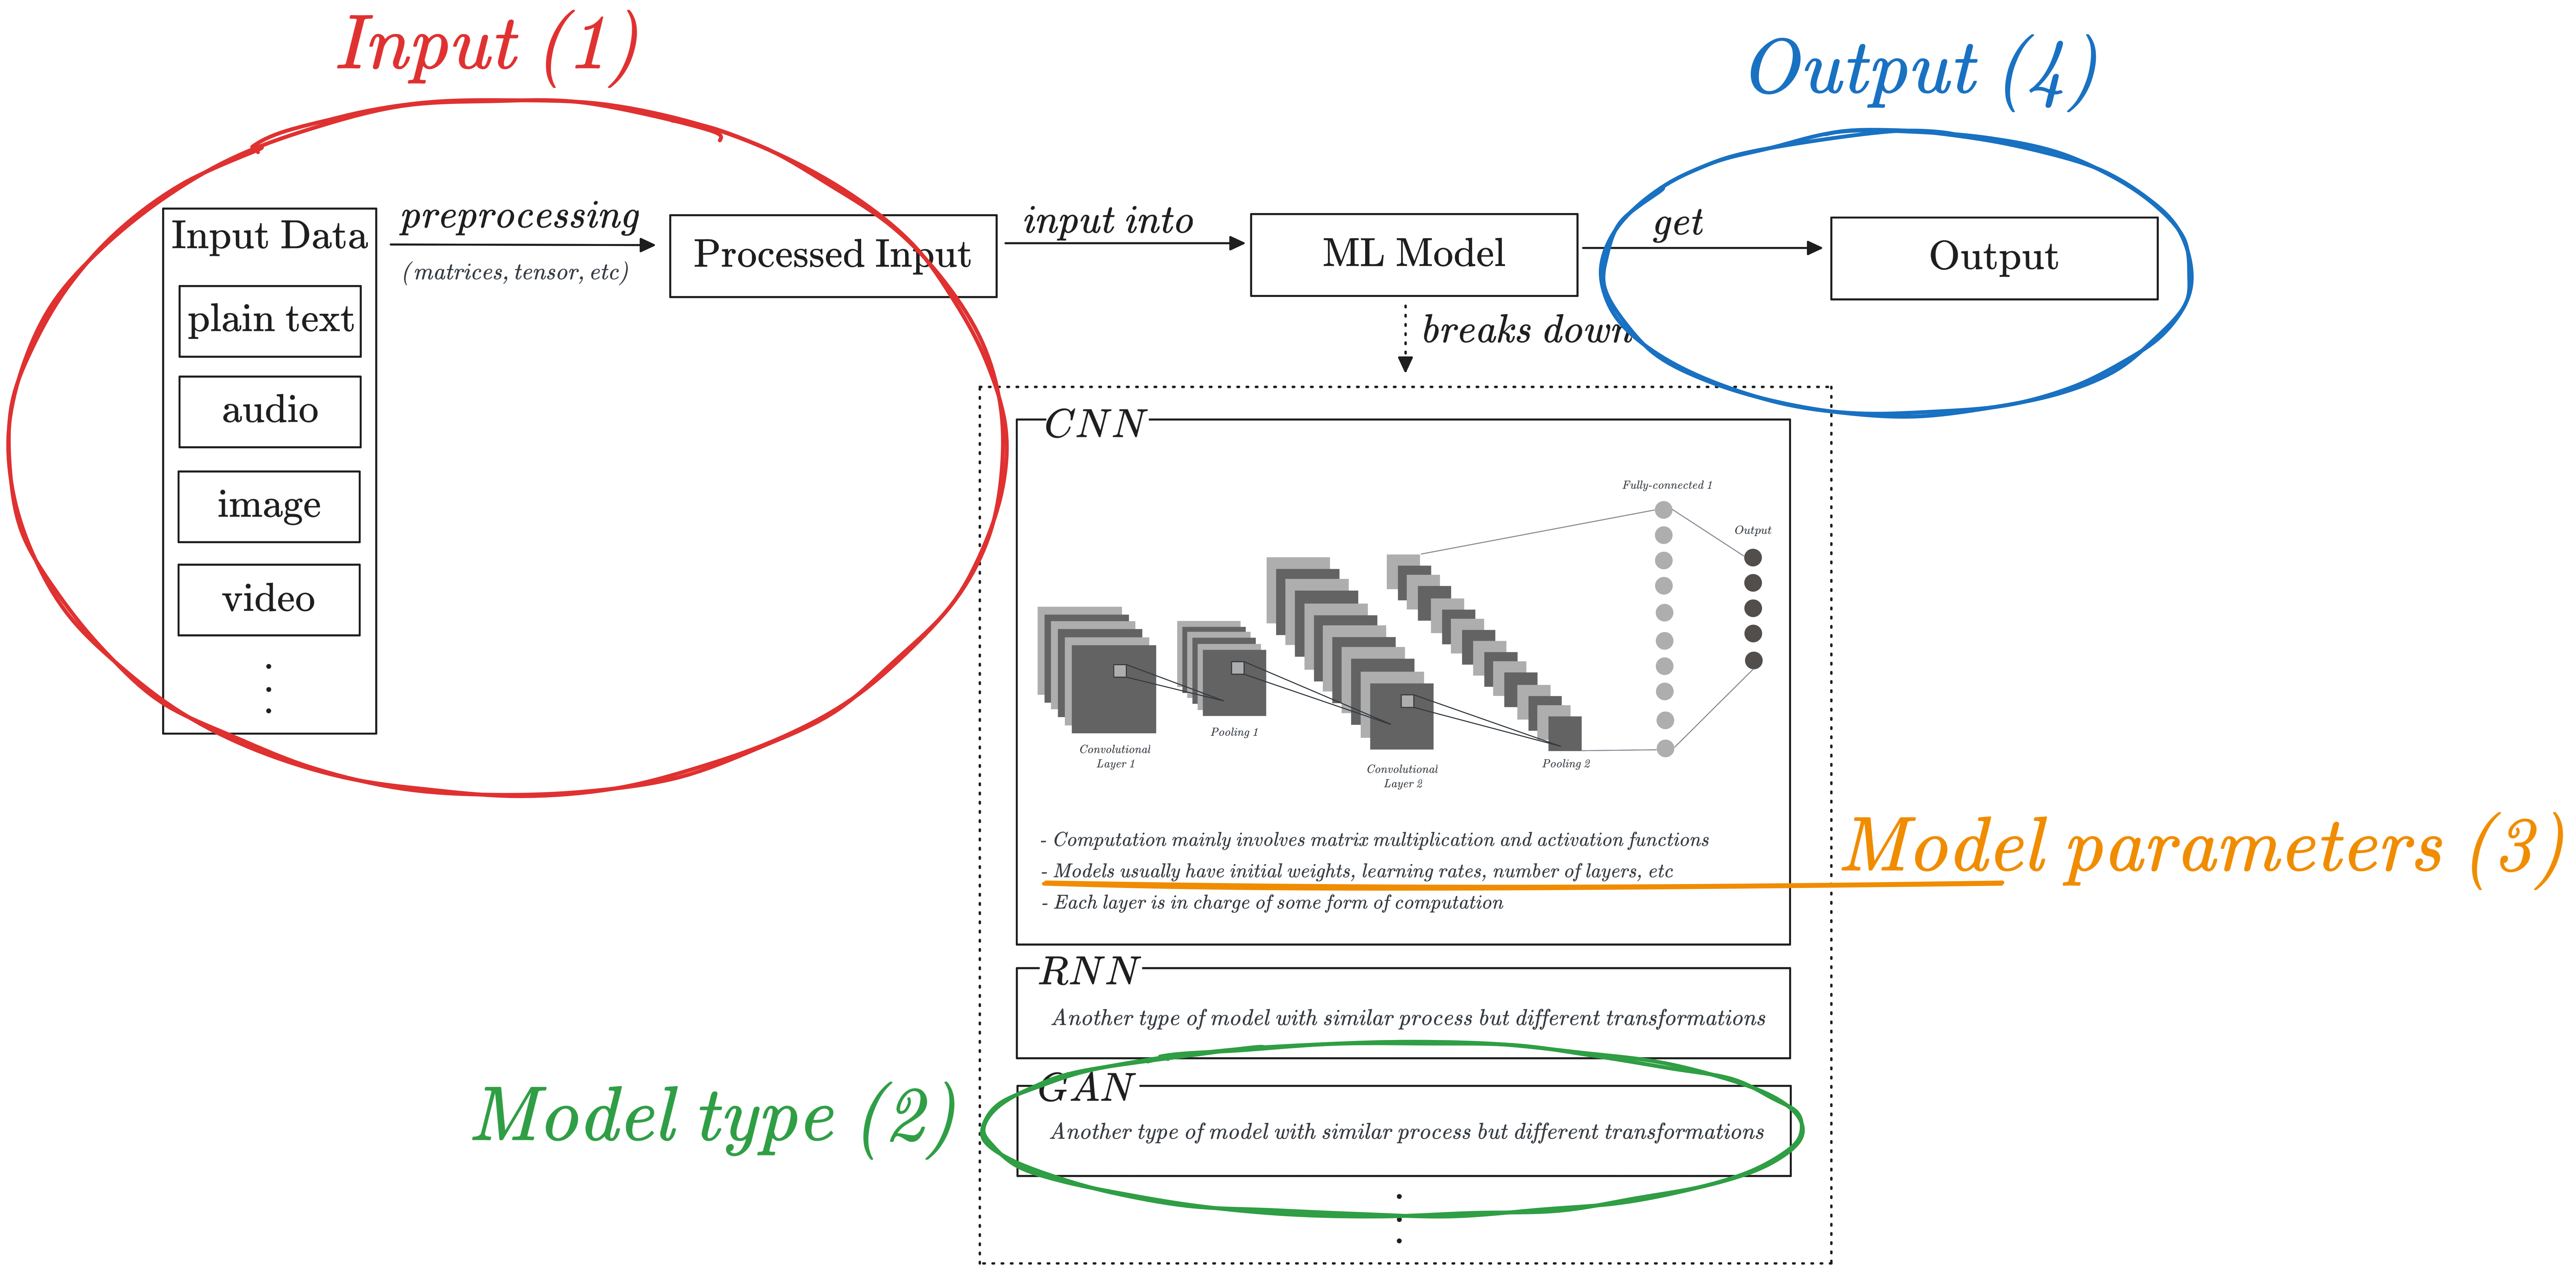 Input (1)
Output (4)
Input Data
plain text
audio
image
video
preprocessing
(matrices, tensor, etc)
Processed Input
input into
ML Model
get
Output
breaks down
CNN
Fully-connected 1
Output
Convolutional
Layer 1
Pooling 1
Convolutional
Layer 2
Pooling 2
- Computation mainly involves matrix multiplication and activation functions
- Models usually have initial weights, learning rates, number of layers, etc
- Each layer is in charge of some form of computation
Model parameters (3)
RNN
Another type of model with similar process but different transformations
Model type (2)
GAN
Another type of model with similar process but different transformations